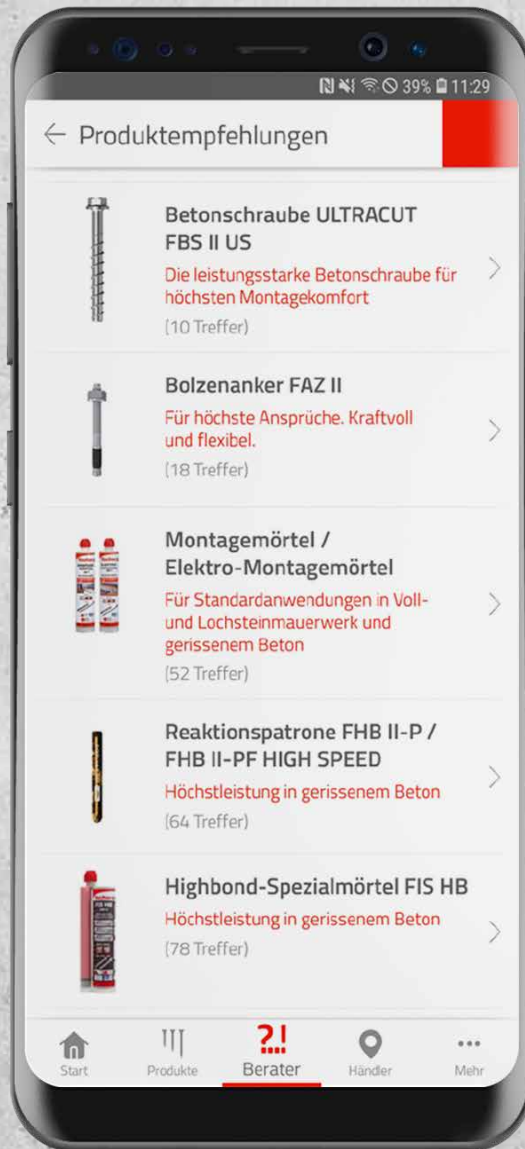 39% 11:29
← Produktempfehlungen
Betonschraube ULTRACUT
FBS II US
Die leistungsstarke Betonschraube für
höchsten Montagekomfort
(10 Treffer)
Bolzenanker FAZ II
Für höchste Ansprüche. Kraftvoll
und flexibel.
(18 Treffer)
Montagemörtel /
Elektro-Montagemörtel
Für Standardanwendungen in Voll-
und Lochsteinmauerwerk und
gerissenem Beton
(52 Treffer)
Reaktionspatrone FHB II-P /
FHB II-PF HIGH SPEED
Höchstleistung in gerissenem Beton
(64 Treffer)
Highbond-Spezialmörtel FIS HB
Höchstleistung in gerissenem Beton
(78 Treffer)
?.!
Start Produkte Berater Händler Mehr